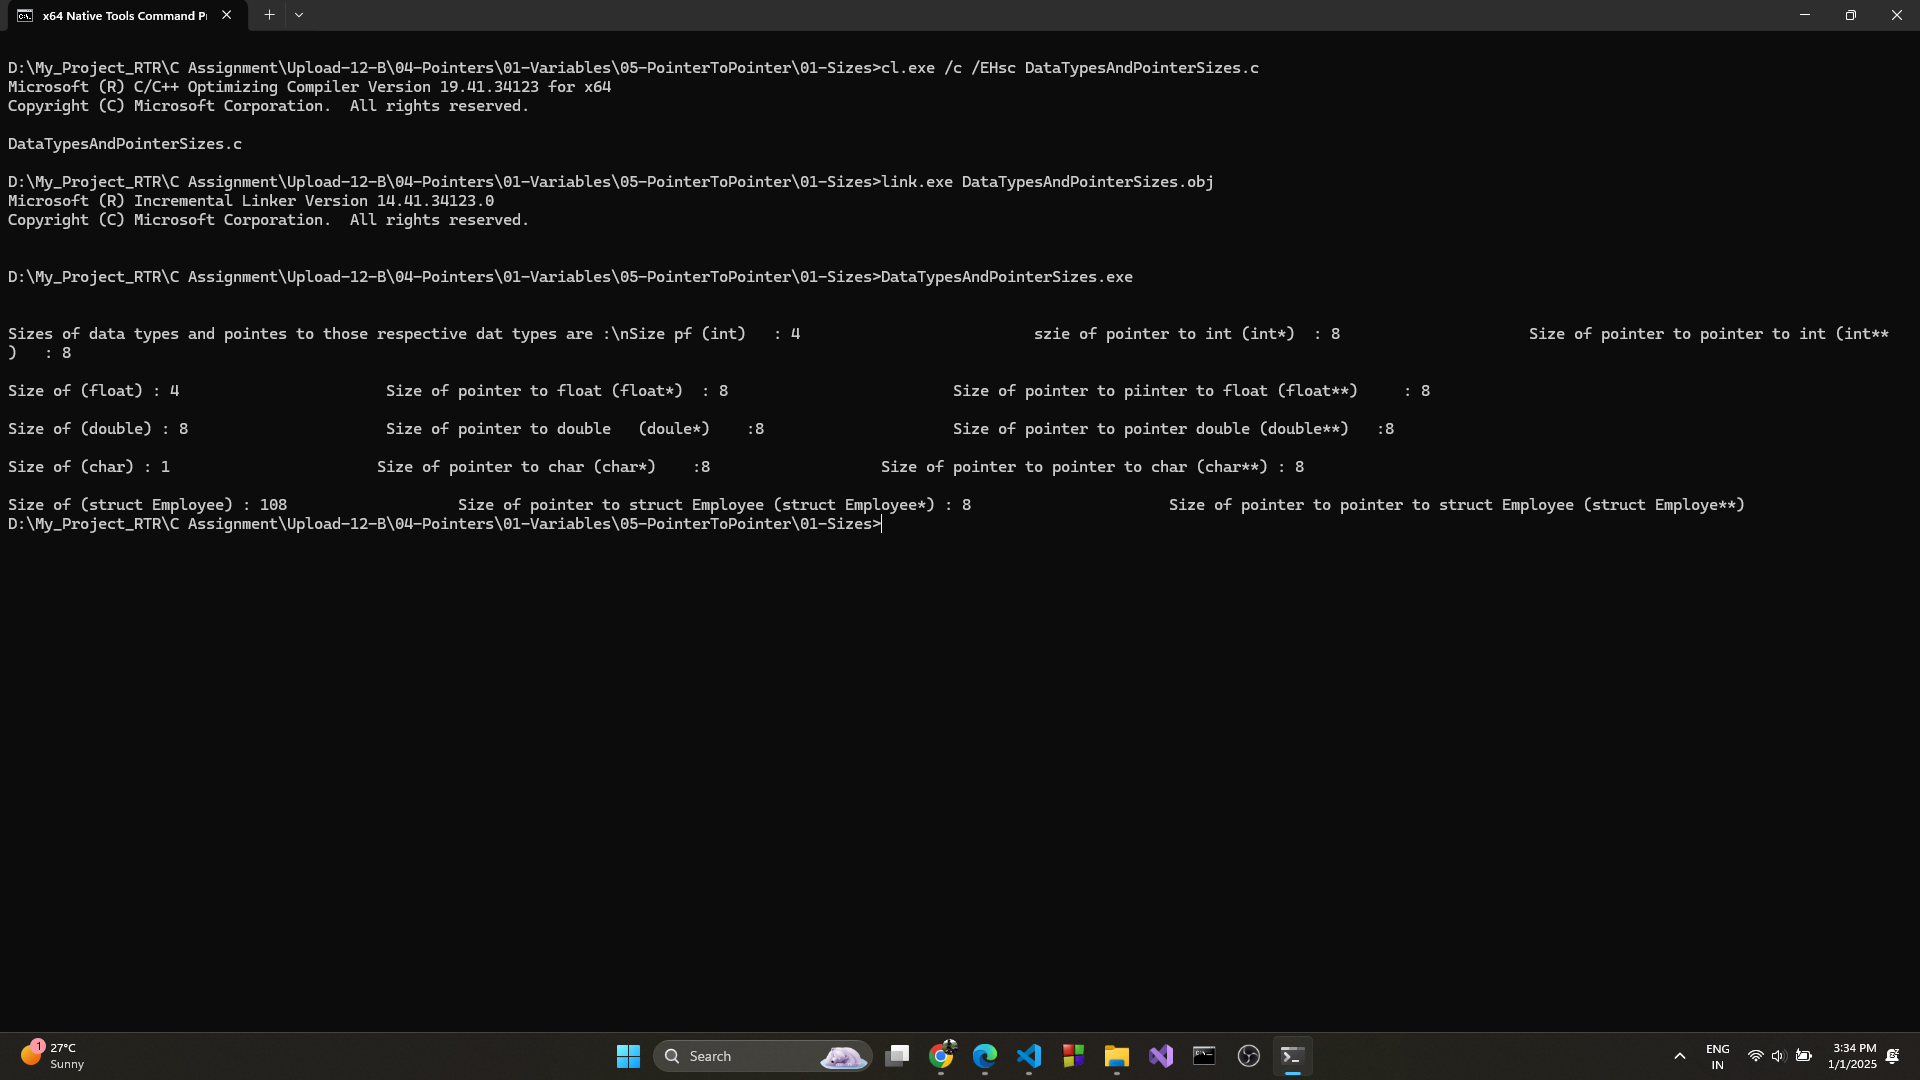 x64 Native Tools Command P
D:\My_Project_RTR\C Assignment\Upload-12-B\04-Pointers\01-Variables\05-PointerToPointer\01-Sizes>cl.exe /c /EHsc DataTypesAndPointerSizes.c
Microsoft (R) C/C++ Optimizing Compiler Version 19.41.34123 for x64
Copyright (C) Microsoft Corporation.  All rights reserved.
DataTypesAndPointerSizes.c
D:\My_Project_RTR\C Assignment\Upload-12-B\04-Pointers\01-Variables\05-PointerToPointer\01-Sizes>link.exe DataTypesAndPointerSizes.obj
Microsoft (R) Incremental Linker Version 14.41.34123.0
Copyright (C) Microsoft Corporation.  All rights reserved.
D:\My_Project_RTR\C Assignment\Upload-12-B\04-Pointers\01-Variables\05-PointerToPointer\01-Sizes>DataTypesAndPointerSizes.exe
Sizes of data types and pointes to those respective dat types are :\nSize pf (int)   : 4                          szie of pointer to int (int*)  : 8                     Size of pointer to pointer to int (int**
)   : 8
Size of (float) : 4                       Size of pointer to float (float*)  : 8                         Size of pointer to piinter to float (float**)     : 8
Size of (double) : 8                      Size of pointer to double   (doule*)    :8                     Size of pointer to pointer double (double**)   :8
Size of (char) : 1                       Size of pointer to char (char*)    :8                   Size of pointer to pointer to char (char**) : 8
Size of (struct Employee) : 108                   Size of pointer to struct Employee (struct Employee*) : 8                      Size of pointer to pointer to struct Employee (struct Employe**)
D:\My_Project_RTR\C Assignment\Upload-12-B\04-Pointers\01-Variables\05-PointerToPointer\01-Sizes>
1
27°C
Sunny
Search
ENG
IN
3:34 PM
1/1/2025